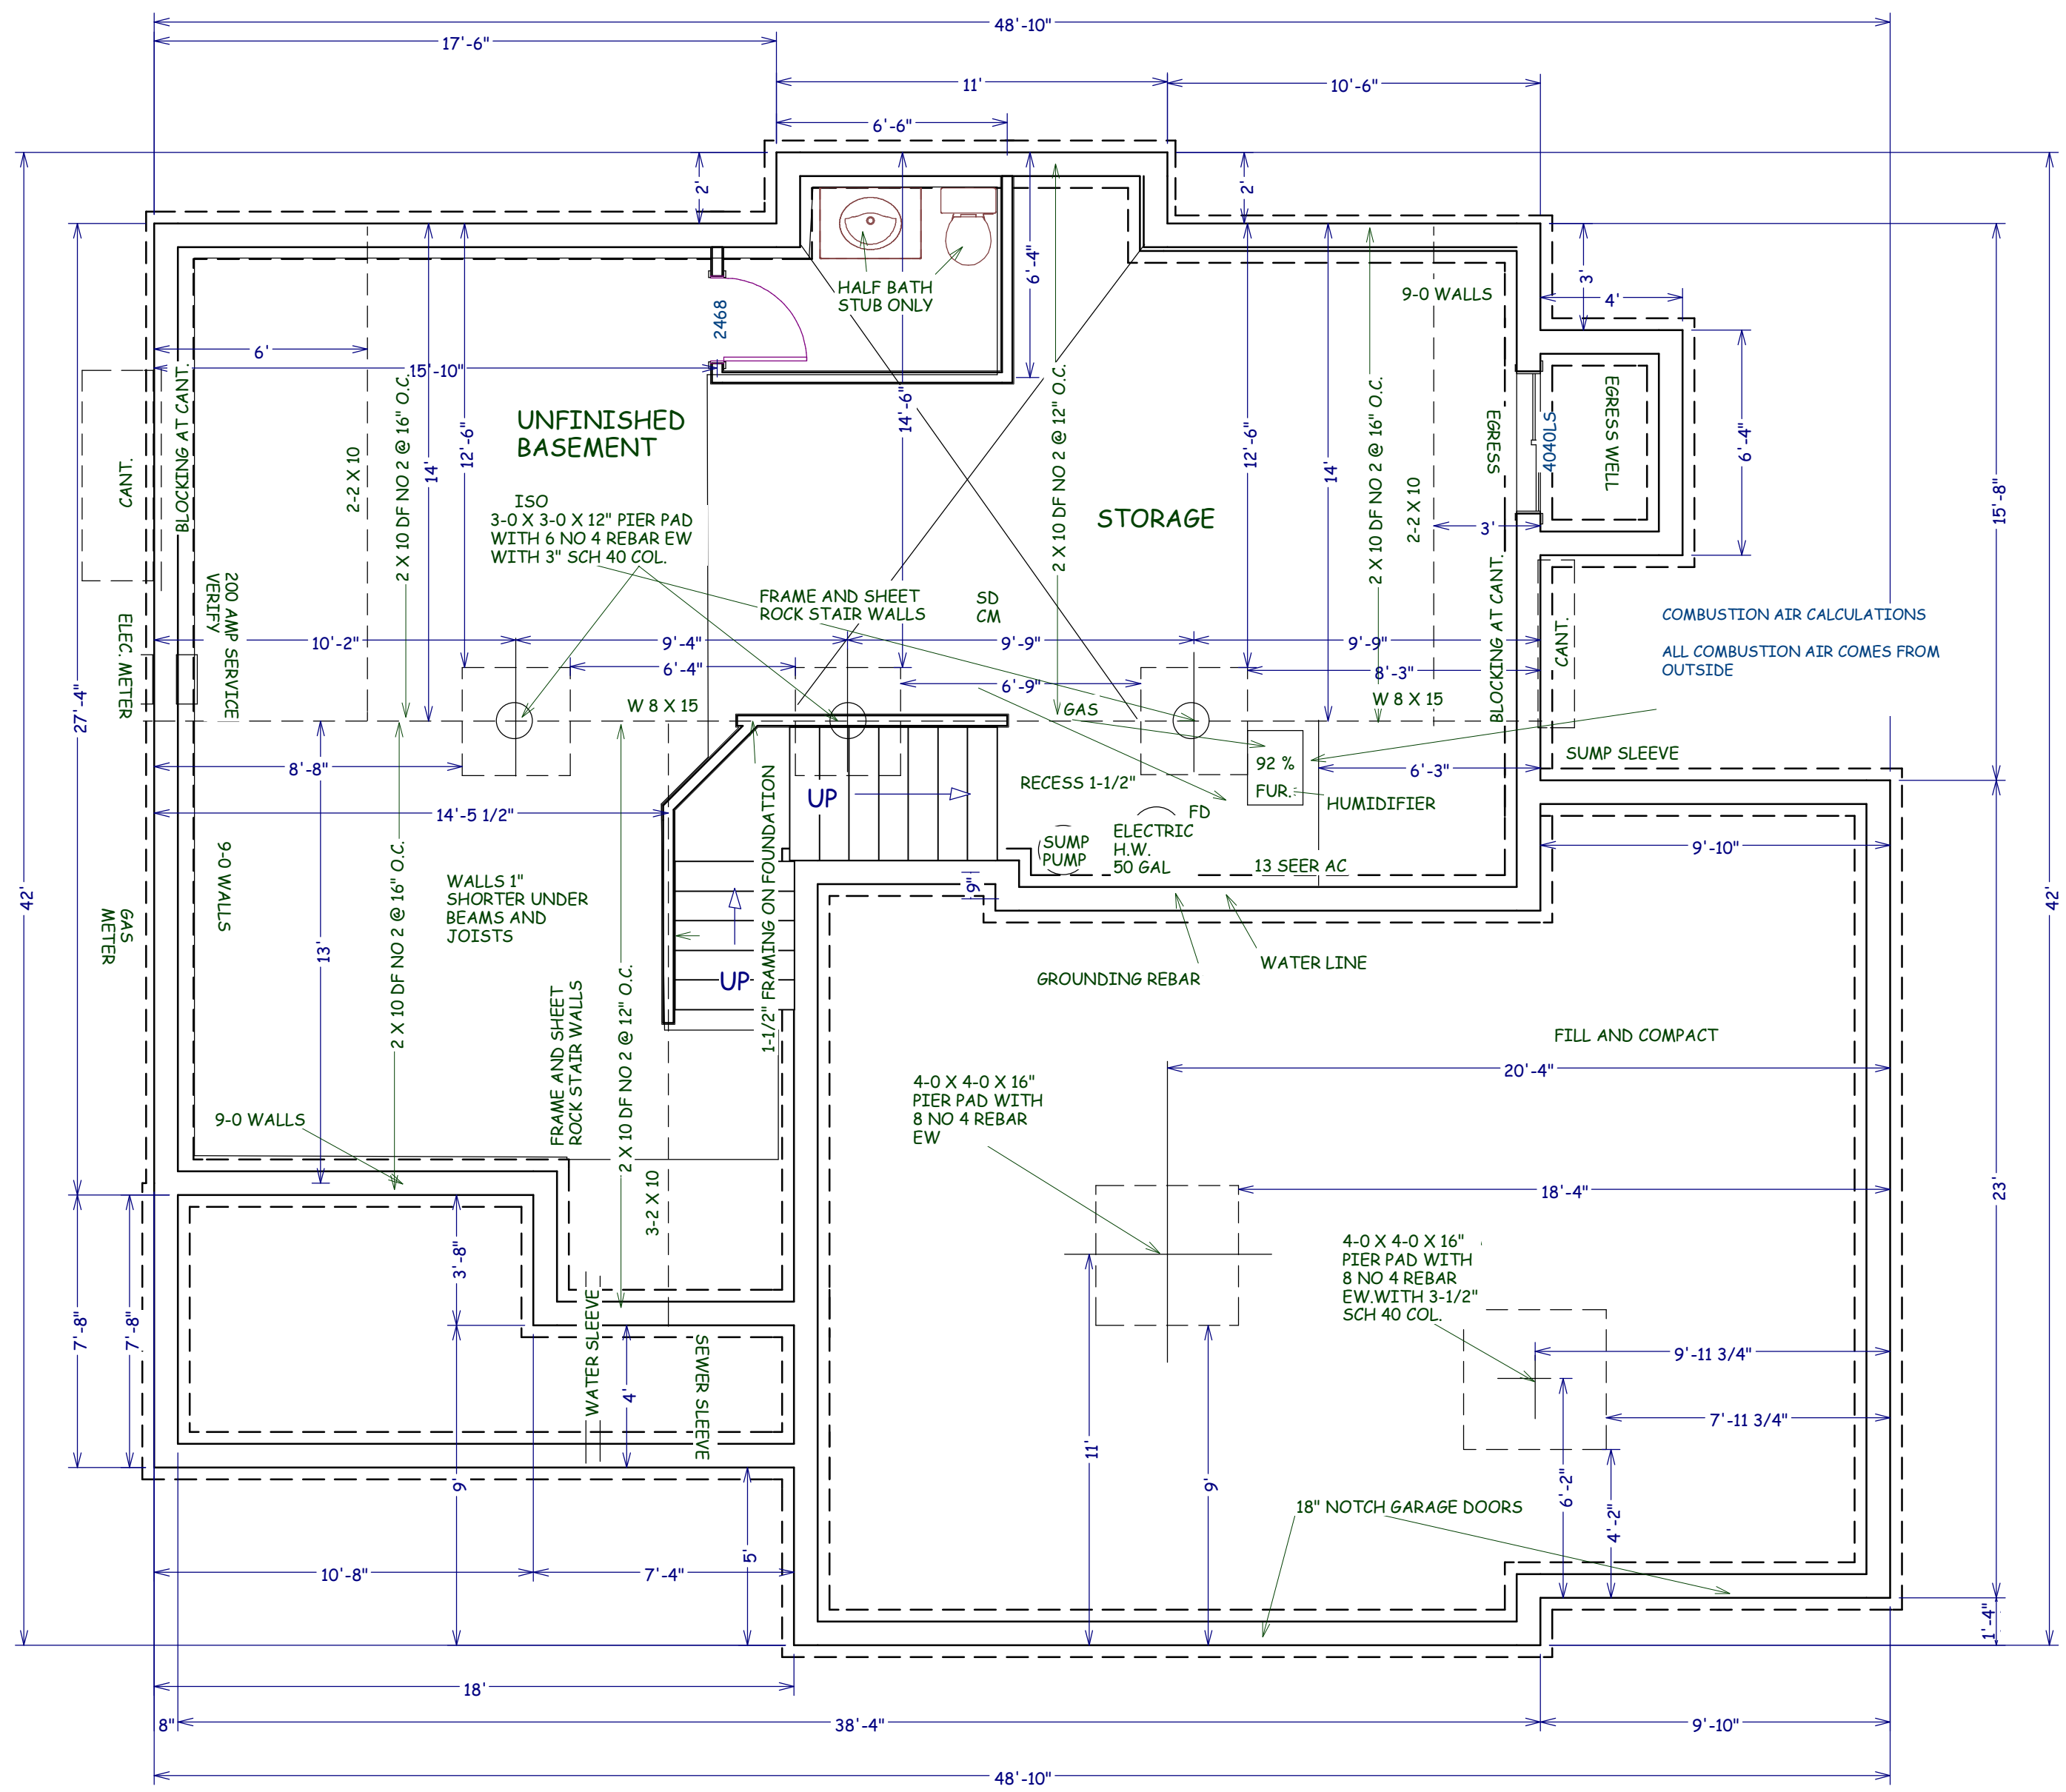 48'-10"
17'-6"
11'
10'-6"
6'-6"
2'
2'
3'
4'
HALF BATH
STUB ONLY
6'-4"
9-0 WALLS
2468
6'
15'-10"
BLOCKING AT CANT.
CANT.
2-2 X 10
2 X 10 DF NO 2 @ 16" O.C.
14'
12'-6"
UNFINISHED
BASEMENT
14'-6"
2 X 10 DF NO 2 @ 12" O.C.
STORAGE
12'-6"
14'
2 X 10 DF NO 2 @ 16" O.C.
2-2 X 10
EGRESS
4040LS
EGRESS WELL
6'-4"
15'-8"
3'
ISO
3-0 X 3-0 X 12" PIER PAD
WITH 6 NO 4 REBAR EW
WITH 3" SCH 40 COL.
FRAME AND SHEET
ROCK STAIR WALLS
SD
CM
200 AMP SERVICE
VERIFY
ELEC. METER
BLOCKING AT CANT.
CANT.
COMBUSTION AIR CALCULATIONS
ALL COMBUSTION AIR COMES FROM
OUTSIDE
10'-2"
9'-4"
9'-9"
9'-9"
6'-4"
6'-9"
8'-3"
27'-4"
W 8 X 15
W 8 X 15
GAS
SUMP SLEEVE
8'-8"
92 %
FUR.
6'-3"
RECESS 1-1/2"
HUMIDIFIER
UP
14'-5 1/2"
FD
SUMP
PUMP
ELECTRIC
H.W.
50 GAL
13 SEER AC
9'-10"
9"
42'
42'
9-0 WALLS
WALLS 1"
SHORTER UNDER
BEAMS AND
JOISTS
GAS
METER
13'
2 X 10 DF NO 2 @ 16" O.C.
UP
1-1/2" FRAMING ON FOUNDATION
GROUNDING REBAR
WATER LINE
FRAME AND SHEET
ROCK STAIR WALLS
2 X 10 DF NO 2 @ 12" O.C.
FILL AND COMPACT
20'-4"
4-0 X 4-0 X 16"
PIER PAD WITH
8 NO 4 REBAR
EW
9-0 WALLS
3-2 X 10
18'-4"
23'
4-0 X 4-0 X 16"
PIER PAD WITH
8 NO 4 REBAR
EW.WITH 3-1/2"
SCH 40 COL.
3'-8"
7'-8"
7'-8"
WATER SLEEVE
SEWER SLEEVE
4'
9'-11 3/4"
7'-11 3/4"
11'
9'
9'
6'-2"
4'-2"
18" NOTCH GARAGE DOORS
5'
10'-8"
7'-4"
1'-4"
18'
8"
38'-4"
9'-10"
48'-10"